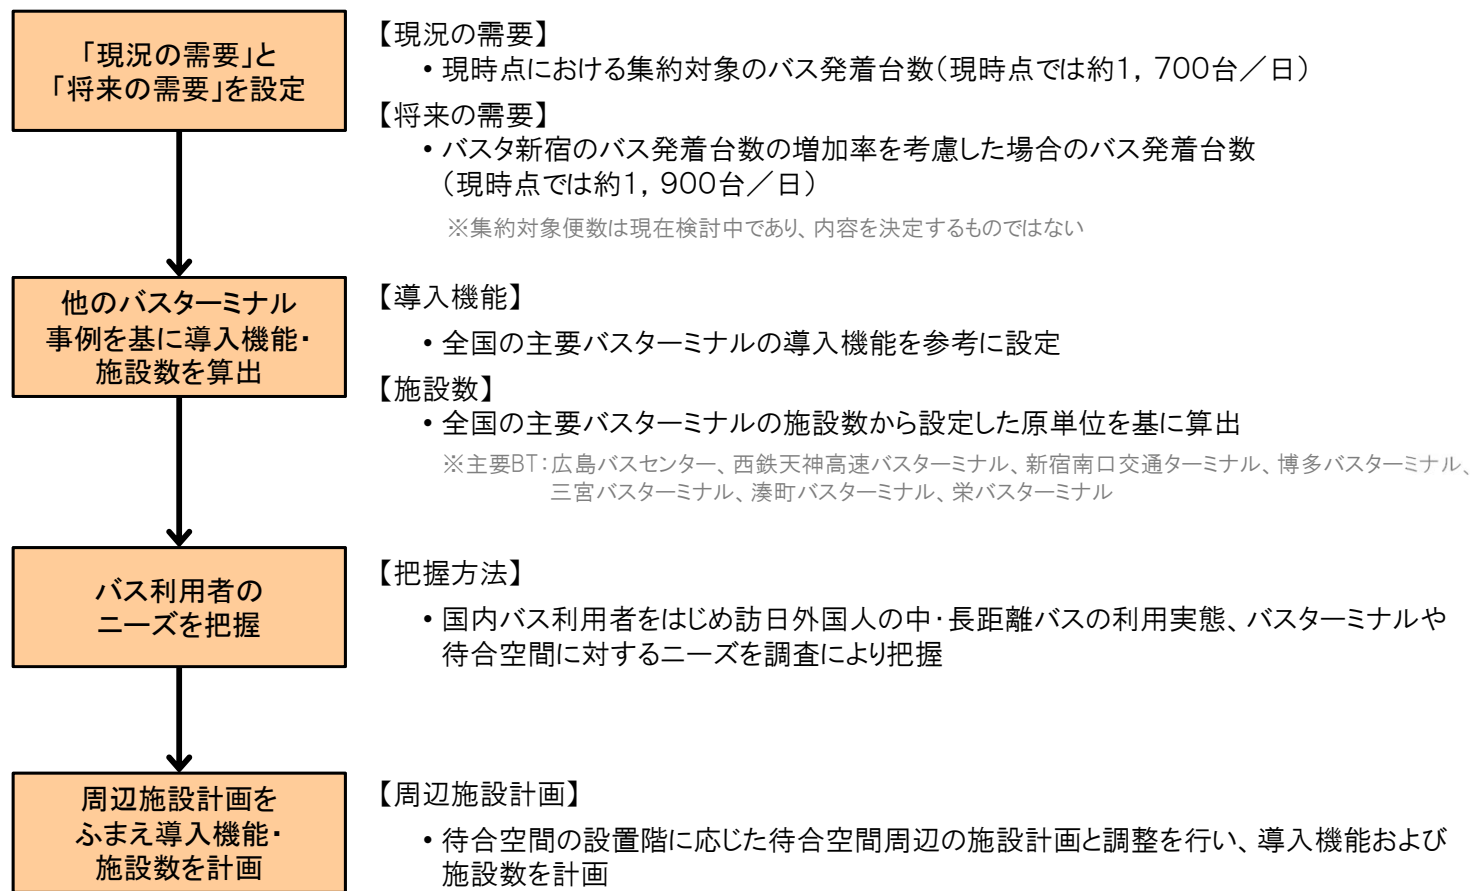 「現況の需要」と
「将来の需要」を設定
【現況の需要】
• 現時点における集約対象のバス発着台数（現時点では約1，700台／日）
【将来の需要】
• バスタ新宿のバス発着台数の増加率を考慮した場合のバス発着台数
（現時点では約1，900台／日）
※集約対象便数は現在検討中であり、内容を決定するものではない
他のバスターミナル
事例を基に導入機能・
施設数を算出
【導入機能】
• 全国の主要バスターミナルの導入機能を参考に設定
【施設数】
• 全国の主要バスターミナルの施設数から設定した原単位を基に算出
※主要BT：広島バスセンター、西鉄天神高速バスターミナル、新宿南口交通ターミナル、博多バスターミナル、
三宮バスターミナル、湊町バスターミナル、栄バスターミナル
バス利用者の
ニーズを把握
【把握方法】
• 国内バス利用者をはじめ訪日外国人の中・長距離バスの利用実態、バスターミナルや
待合空間に対するニーズを調査により把握
周辺施設計画を
ふまえ導入機能・
施設数を計画
【周辺施設計画】
• 待合空間の設置階に応じた待合空間周辺の施設計画と調整を行い、導入機能および
施設数を計画